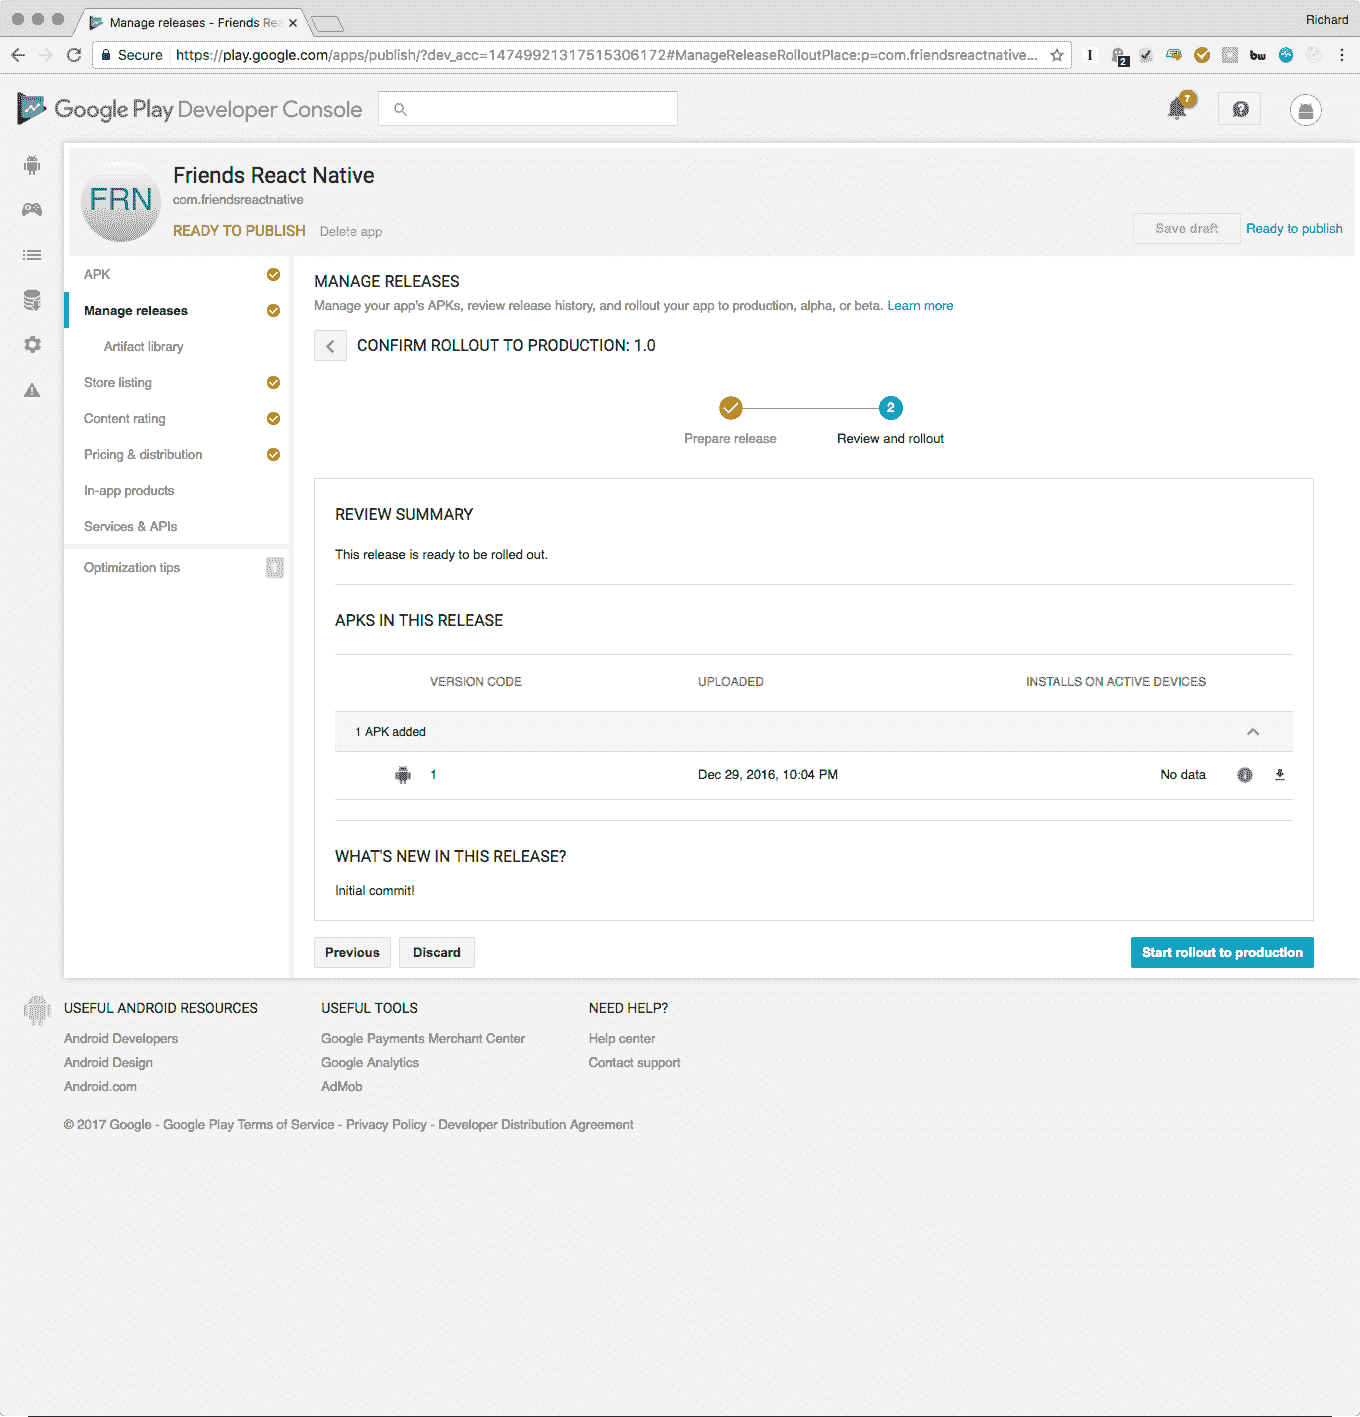 Manage releases - Friends Rea
Richard
Secure https://play.google.com/apps/publish/?dev_acc=14749921317515306172#ManageReleaseRolloutPlace:p=com.friendsreactnative...
I
2
bw
Google Play Developer Console
7
FRN
Friends React Native
com.friendsreactnative
READY TO PUBLISH Delete app
Save draft Ready to publish
APK
Manage releases
Artifact library
Store listing
Content rating
Pricing & distribution
In-app products
Services & APIs
Optimization tips 1
MANAGE RELEASES
Manage your app's APKs, review release history, and rollout your app to production, alpha, or beta. Learn more
CONFIRM ROLLOUT TO PRODUCTION: 1.0
2
Prepare release Review and rollout
REVIEW SUMMARY
This release is ready to be rolled out.
APKS IN THIS RELEASE
VERSION CODE UPLOADED INSTALLS ON ACTIVE DEVICES
1 APK added
1 Dec 29, 2016, 10:04 PM No data
WHAT'S NEW IN THIS RELEASE?
Initial commit!
Previous Discard Start rollout to production
USEFUL ANDROID RESOURCES USEFUL TOOLS NEED HELP?
Android Developers Google Payments Merchant Center Help center
Android Design Google Analytics Contact support
Android.com AdMob
© 2017 Google - Google Play Terms of Service - Privacy Policy - Developer Distribution Agreement